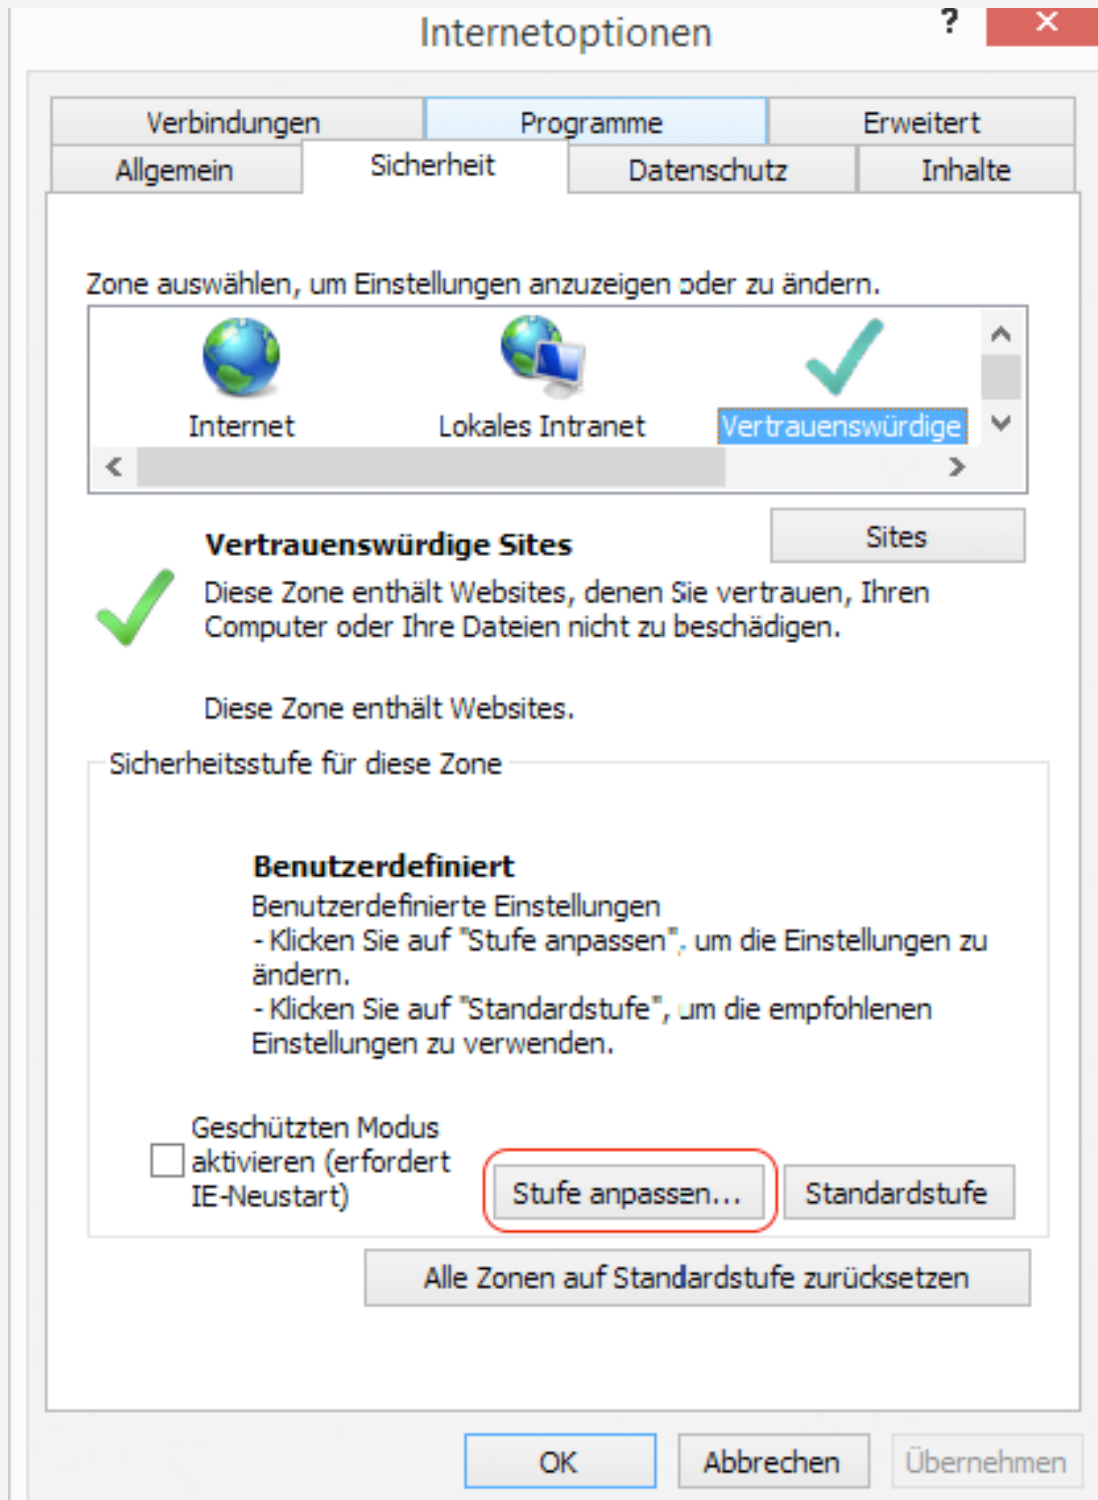 Internetoptionen
?
Verbindungen
Programme
Erweitert
Allgemein
Sicherheit
Datenschutz
Inhalte
Zone auswählen, um Einstellungen anzuzeigen oder zu ändern.
Internet
Lokales Intranet
Vertrauenswürdige
Sites
Vertrauenswürdige Sites
Diese Zone enthält Websites, denen Sie vertrauen, Ihren
Computer oder Ihre Dateien nicht zu beschädigen.
Diese Zone enthält Websites.
Sicherheitsstufe für diese Zone
Benutzerdefiniert
Benutzerdefinierte Einstellungen
- Klicken Sie auf "Stufe anpassen", um die Einstellungen zu
ändern.
- Klicken Sie auf "Standardstufe", um die empfohlenen
Einstellungen zu verwenden.
Geschützten Modus
aktivieren (erfordert
IE-Neustart)
Stufe anpassen...
Standardstufe
Alle Zonen auf Standardstufe zurücksetzen
OK
Abbrechen
Übernehmen